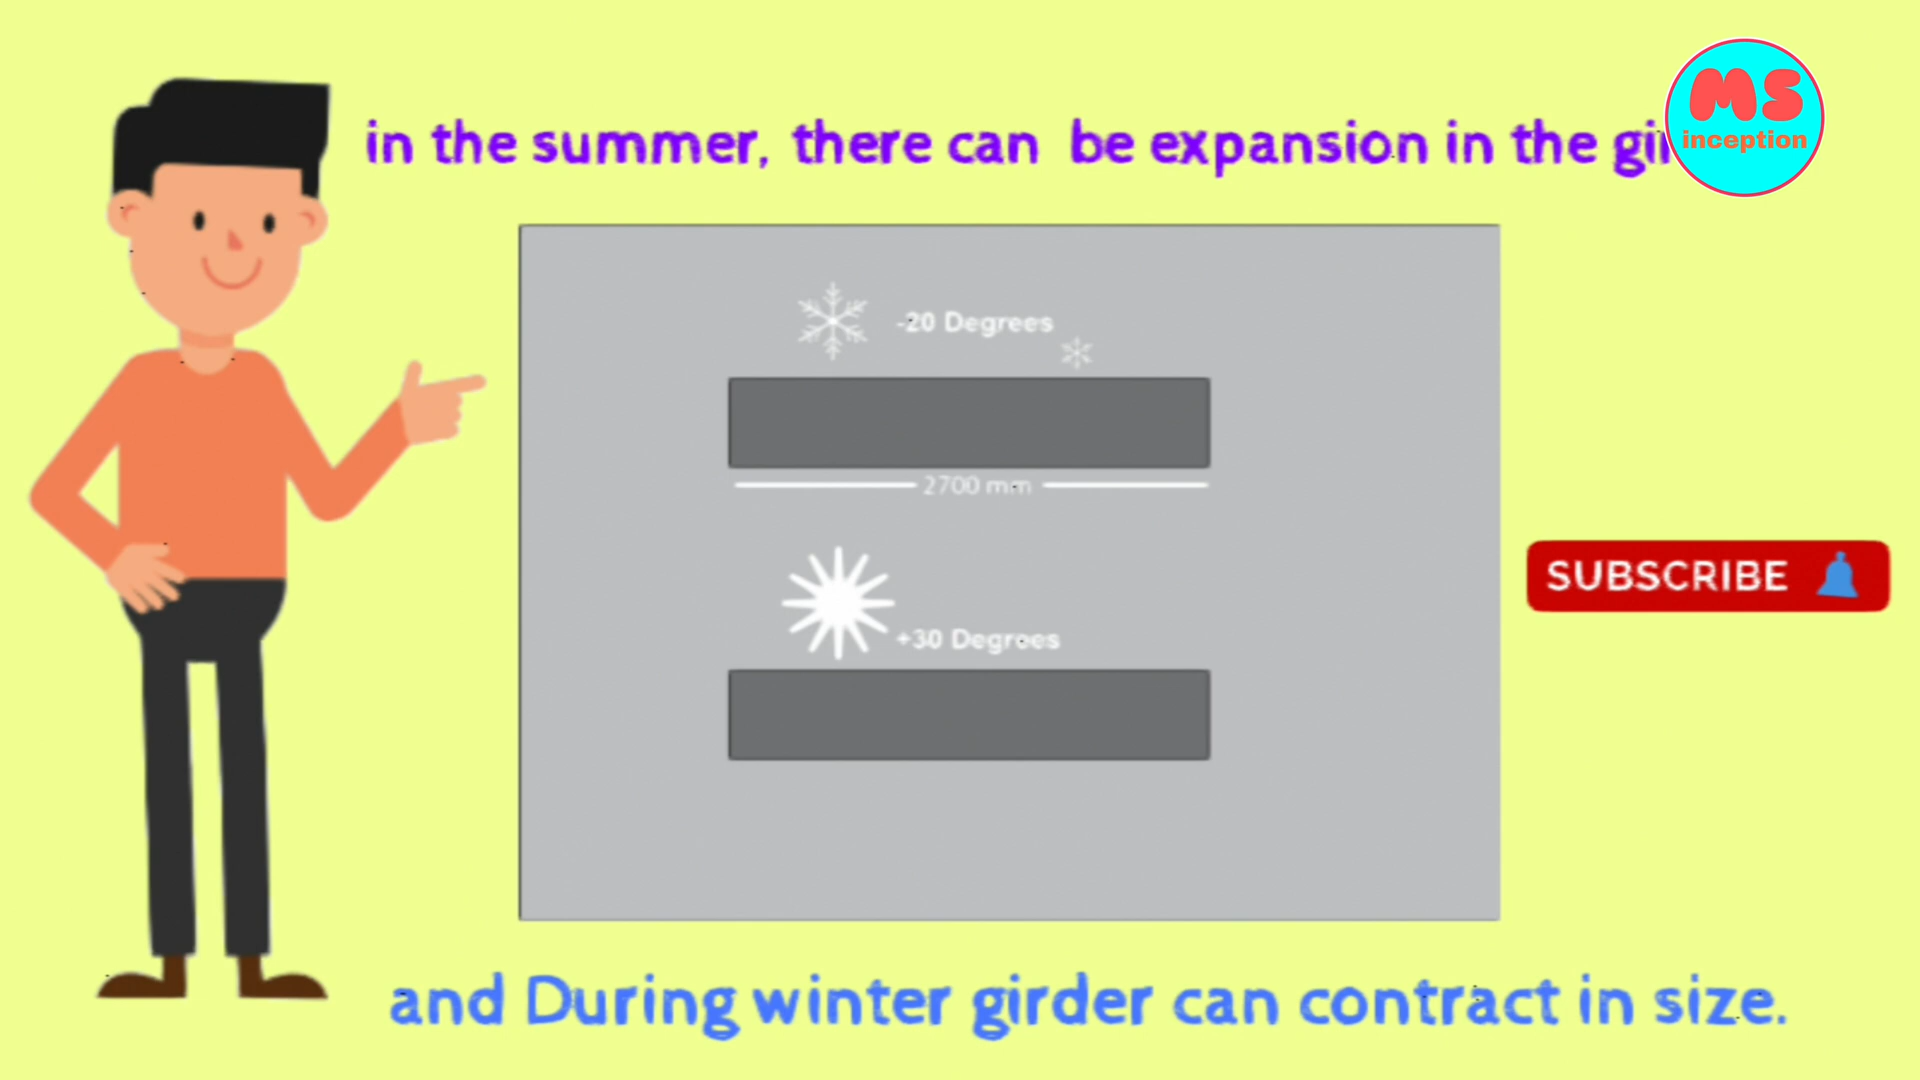 in the summer, there can be expansion in the
MS
inception
-20 Degrees
2700 mm
+30 Degrees
SUBSCRIBE
and During winter girder can contract in size.